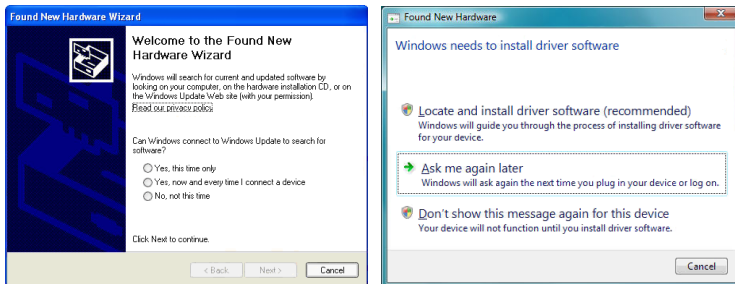 Found New Hardware Wizard
Welcome to the Found New
Hardware Wizard
Windows will search for current and updated software by
looking on your computer, on the hardware installation CD, or on
the Windows Update Web site (with your permission).
Read our privacy policy
Can Windows connect to Windows Update to search for
software?
Yes, this time only
Yes, now and every time I connect a device
No, not this time
Click Next to continue.
< Back
Next >
Cancel
Found New Hardware
Windows needs to install driver software
Locate and install driver software (recommended)
Windows will guide you through the process of installing driver software
for your device.
Ask me again later
Windows will ask again the next time you plug in your device or log on.
Don't show this message again for this device
Your device will not function until you install driver software.
Cancel